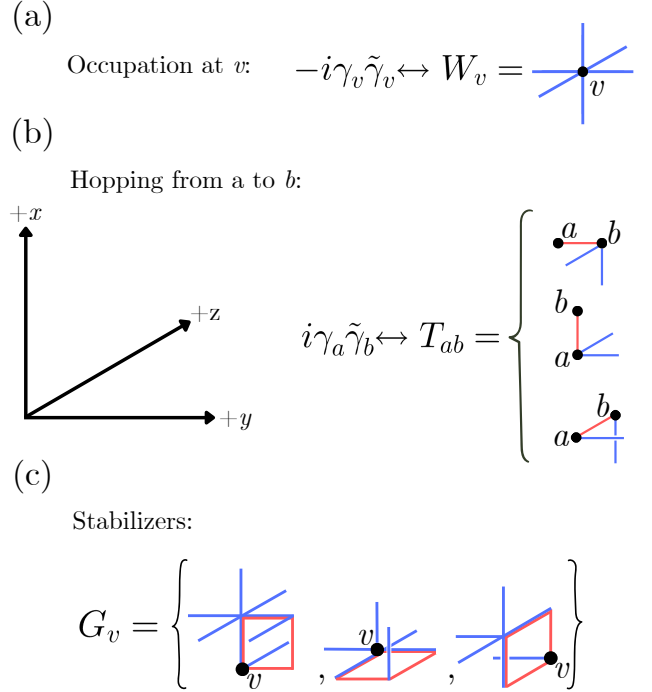 (a)
Occupation at v: −iγ_v γ̃_v ↔ W_v =
v
(b)
Hopping from a to b:
+x
+z
+y
iγ_a γ̃_b ↔ T_ab = {
a b
b
a
b
a
(c)
Stabilizers:
G_v = { v , v , v }